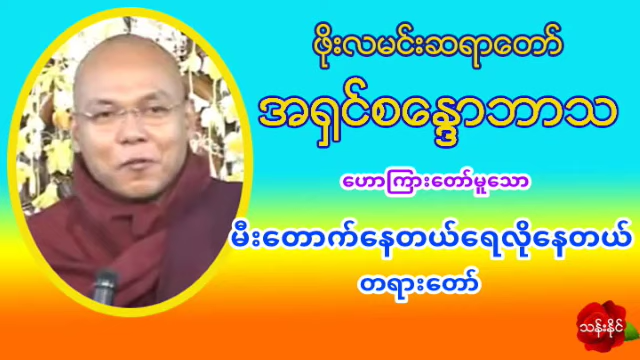 ဖိုးလမင်းဆရာတော်
အရှင်စန္ဒောဘာသ
ဟောကြားတော်မူသော
မီးတောက်နေတယ်ရေလိုနေတယ်
တရားတော်
သန်းနိုင်